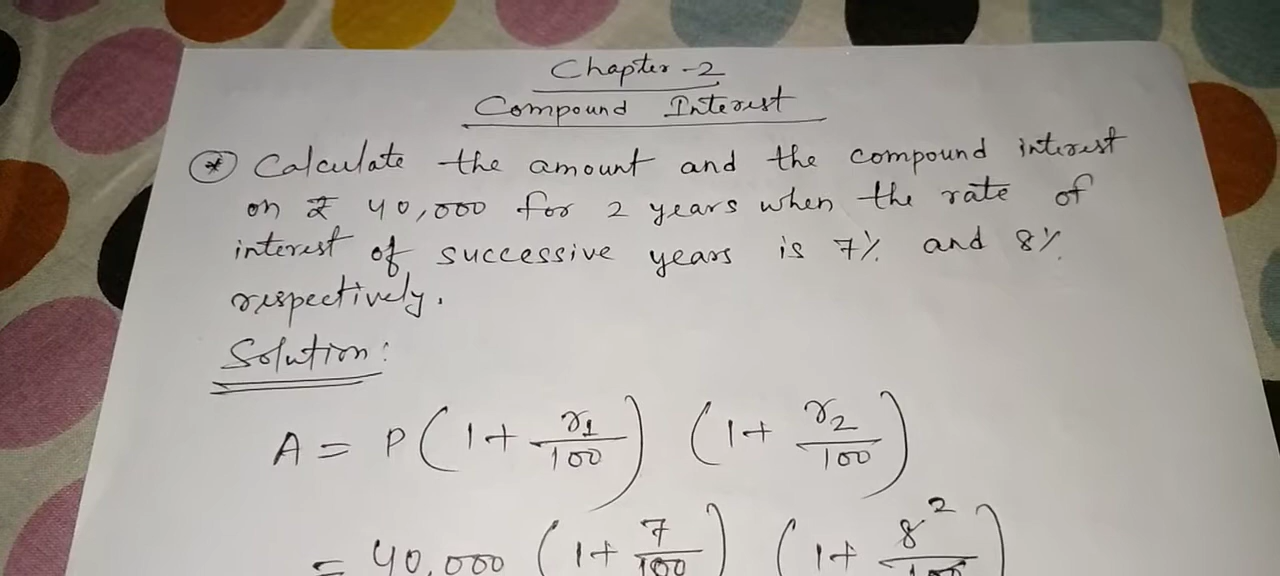 Chapter -2
Compound Interest
* Calculate the amount and the compound interest
on ₹ 40,000 for 2 years when the rate of
interest of successive years is 7% and 8%
respectively.
Solution:
A = P(1+ r1/100) (1+ r2/100)
= 40,000 (1+ 7/100) (1+ 8 2/100)